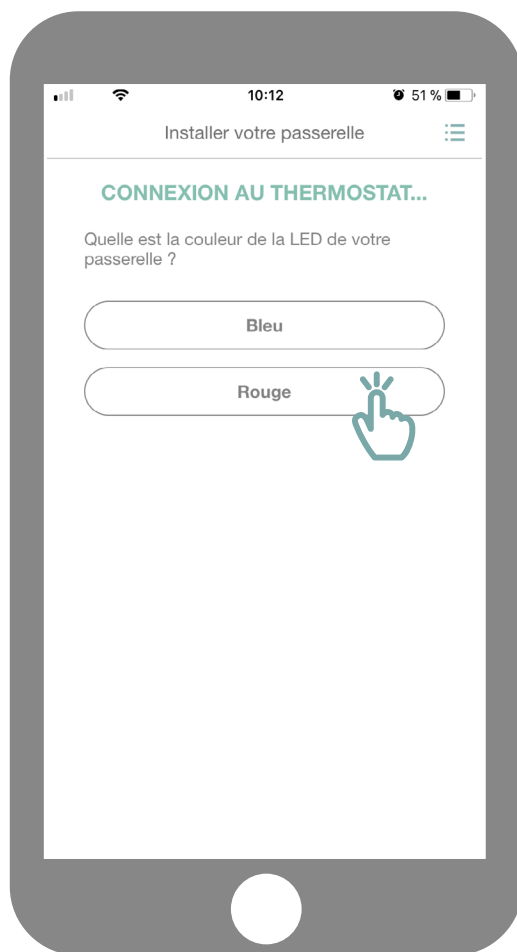 10:12
51 %
Installer votre passerelle
CONNEXION AU THERMOSTAT...
Quelle est la couleur de la LED de votre
passerelle ?
Bleu
Rouge